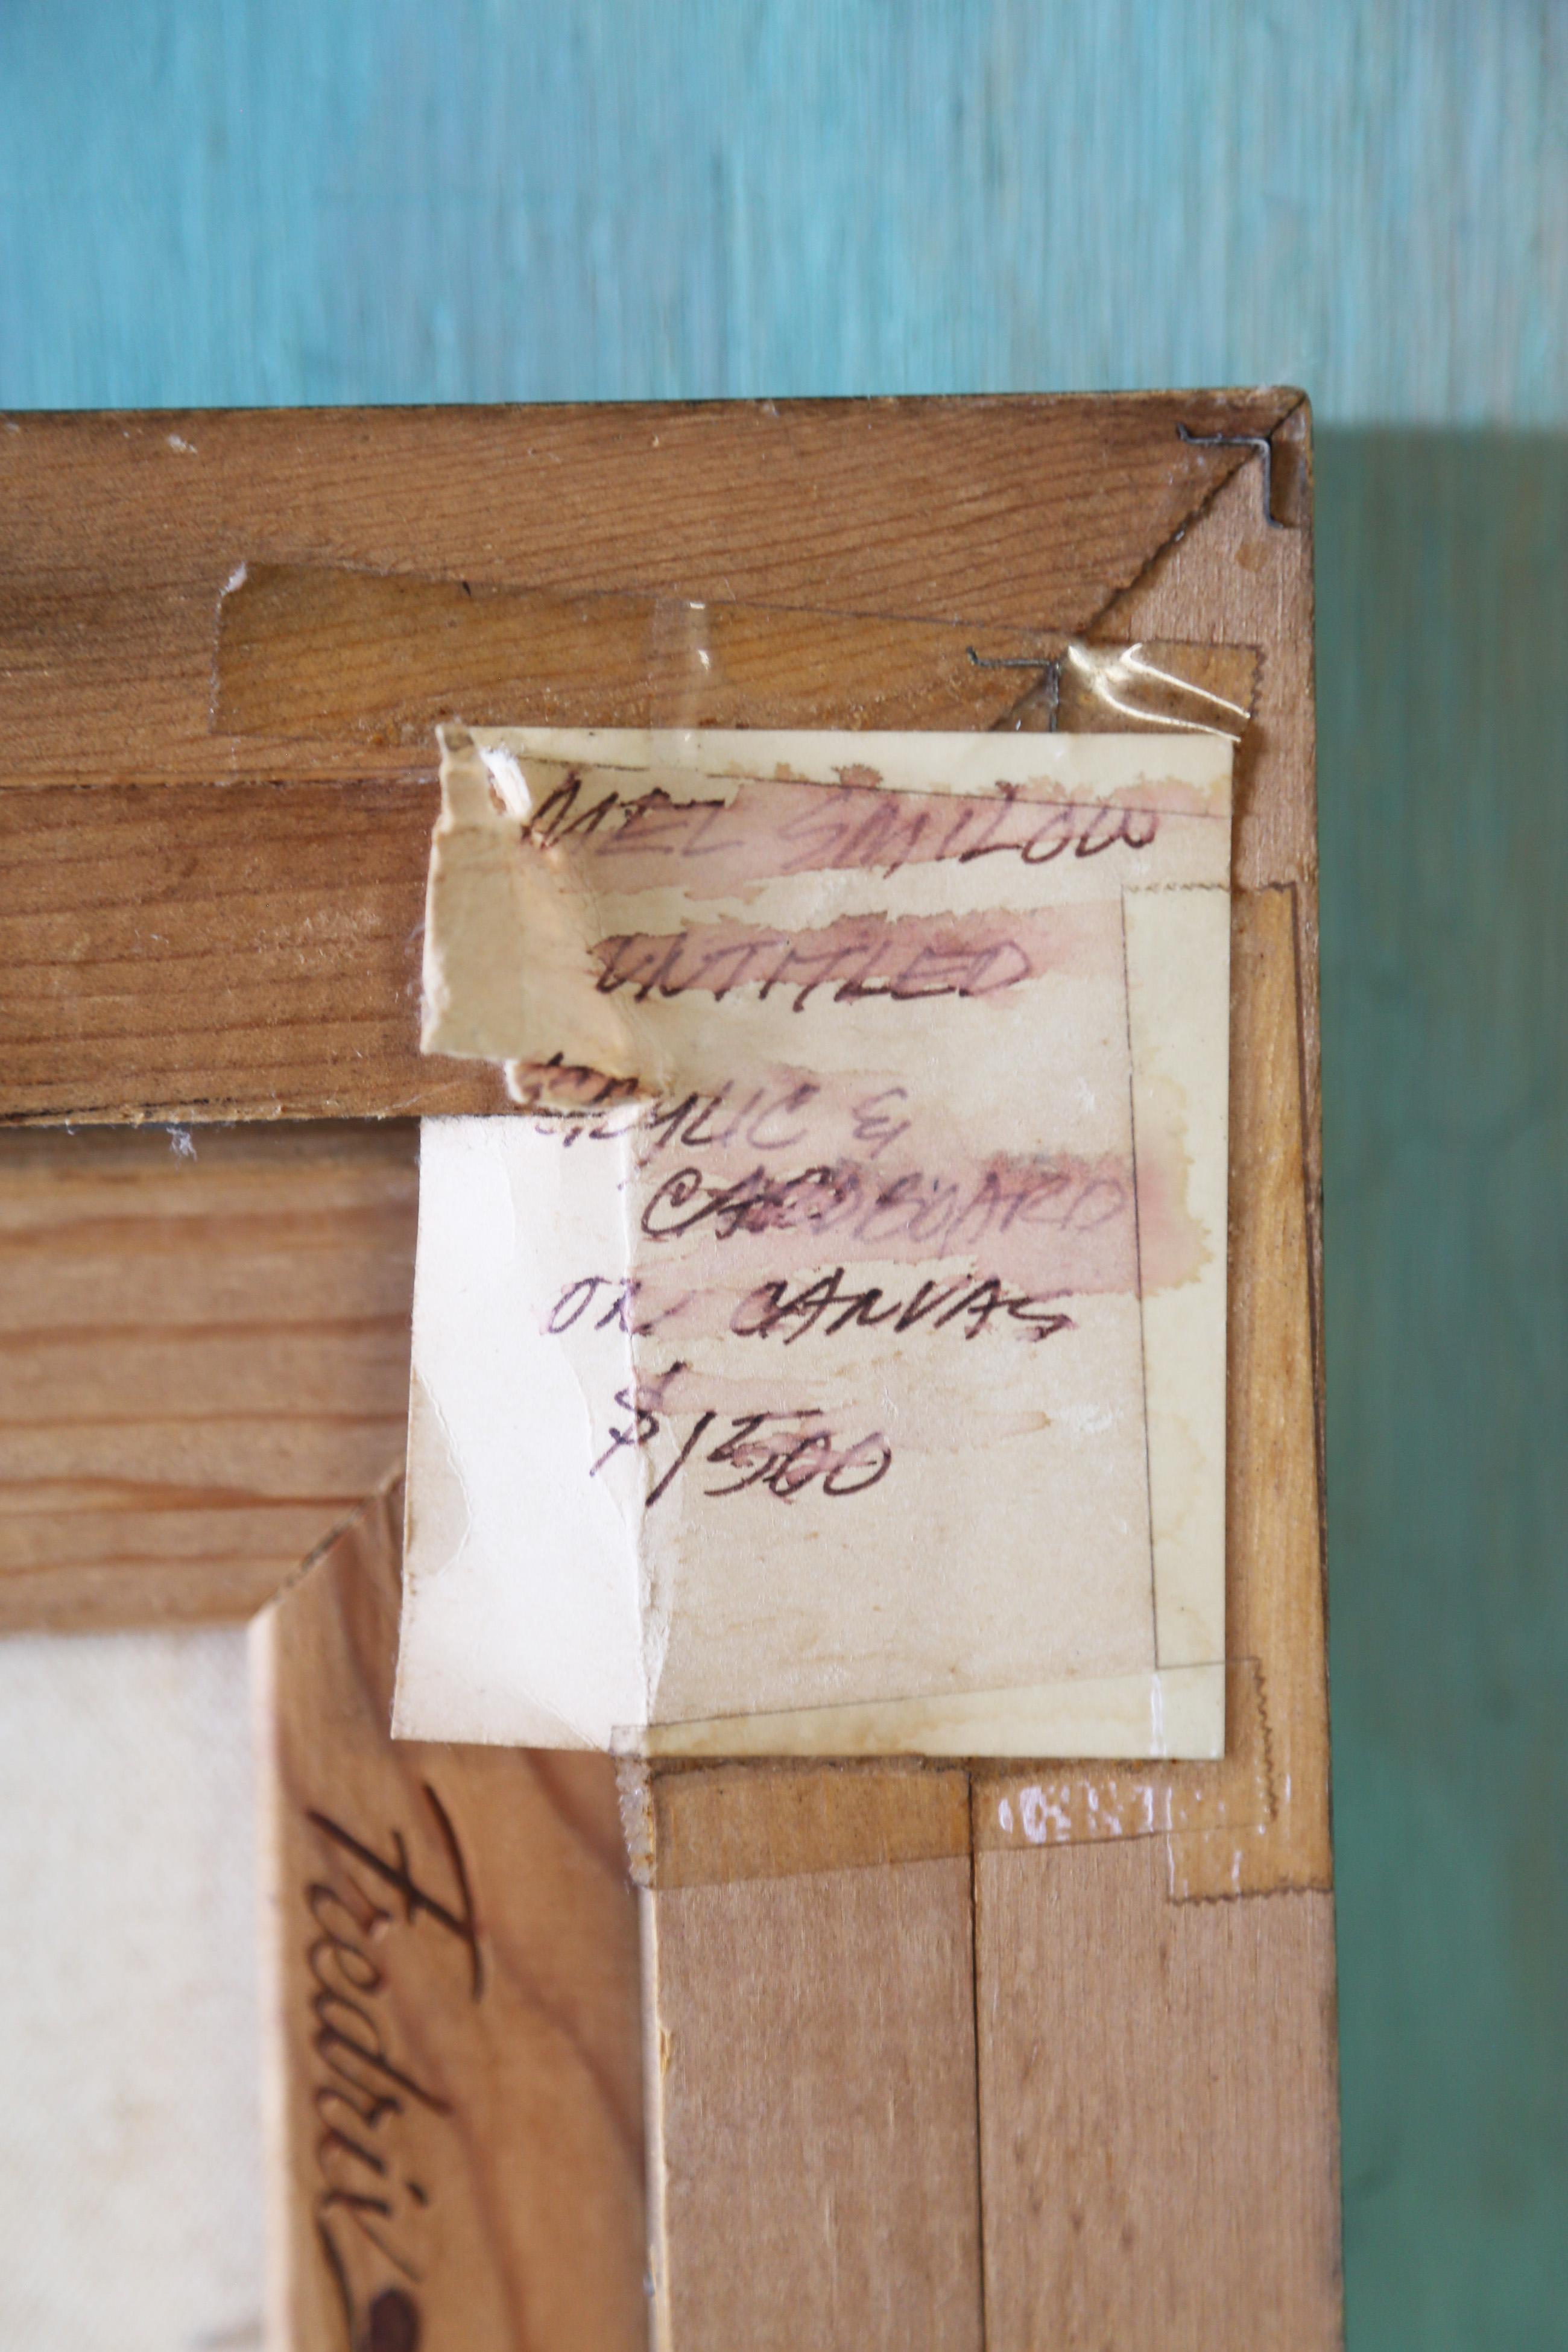 MEL SMILOW
UNTITLED
ACRYLIC &
CARDBOARD
ON CANVAS
$1500
Fredrix